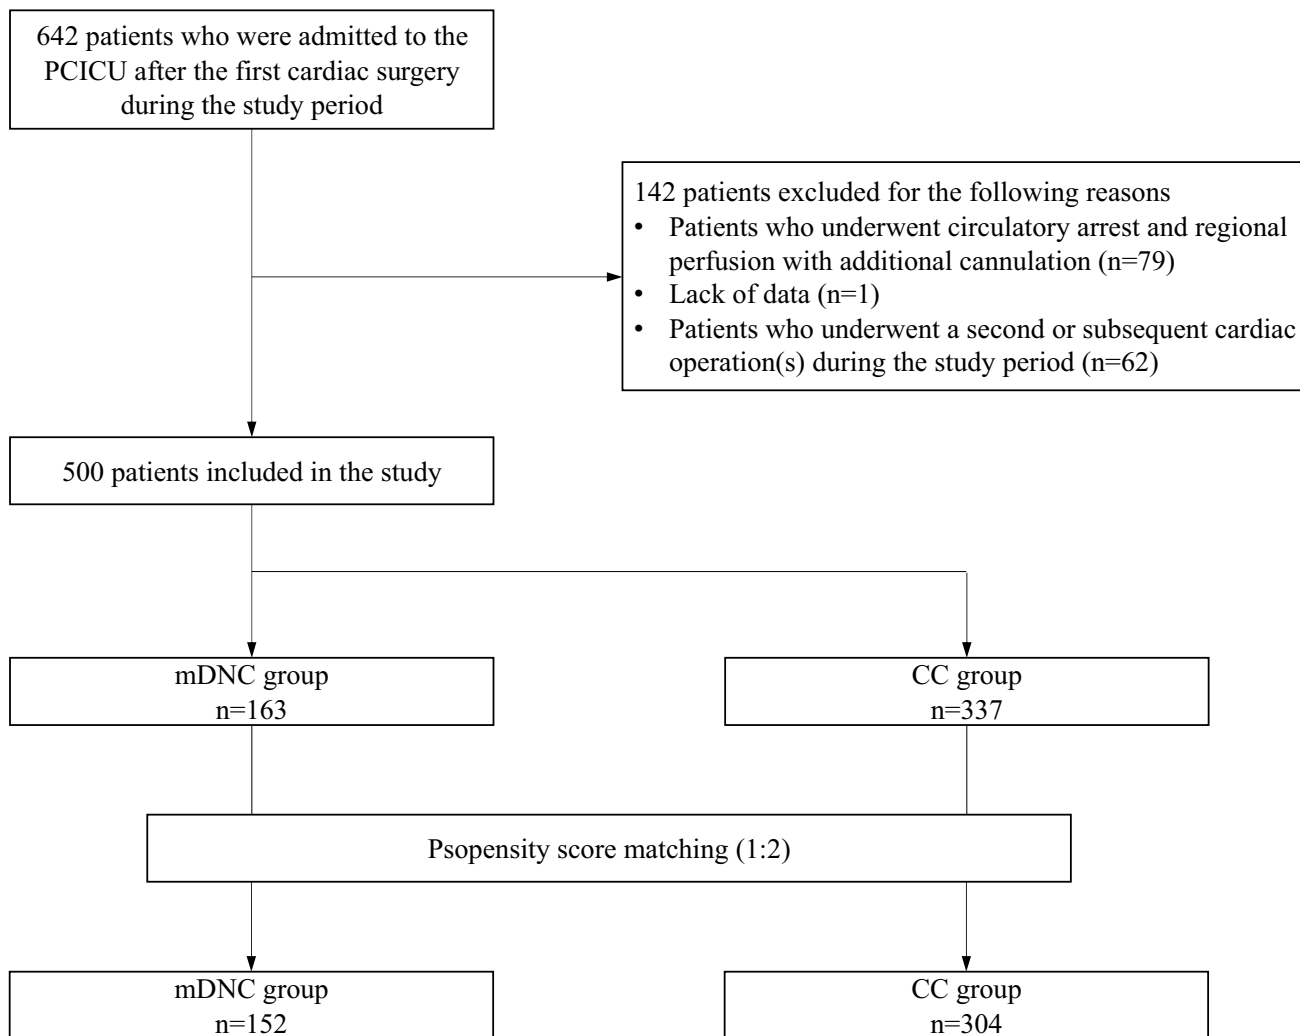 642 patients who were admitted to the
PCICU after the first cardiac surgery
during the study period
142 patients excluded for the following reasons
• Patients who underwent circulatory arrest and regional
perfusion with additional cannulation (n=79)
• Lack of data (n=1)
• Patients who underwent a second or subsequent cardiac
operation(s) during the study period (n=62)
500 patients included in the study
mDNC group
n=163
CC group
n=337
Psopensity score matching (1:2)
mDNC group
n=152
CC group
n=304